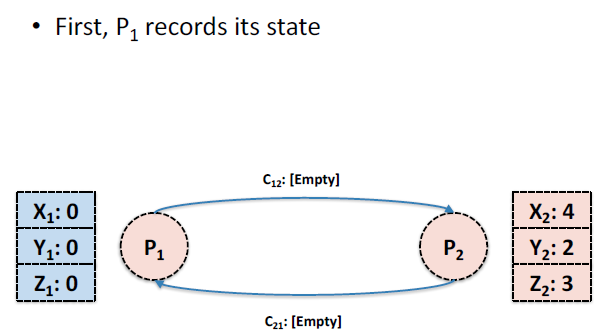 • First, P₁ records its state
C₁₂: [Empty]
X₁: 0
Y₁: 0
Z₁: 0
P₁
P₂
X₂: 4
Y₂: 2
Z₂: 3
C₂₁: [Empty]